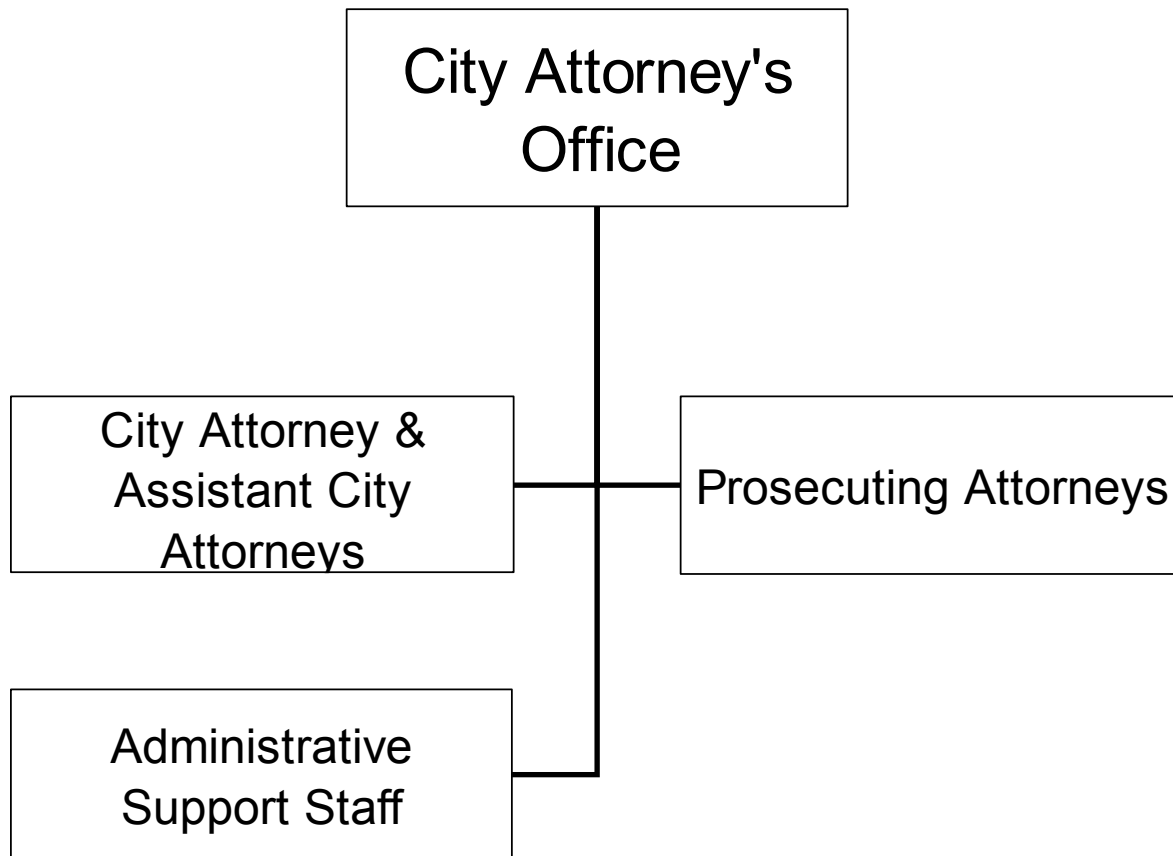 City Attorney's
Office
City Attorney &
Assistant City
Attorneys
Prosecuting Attorneys
Administrative
Support Staff